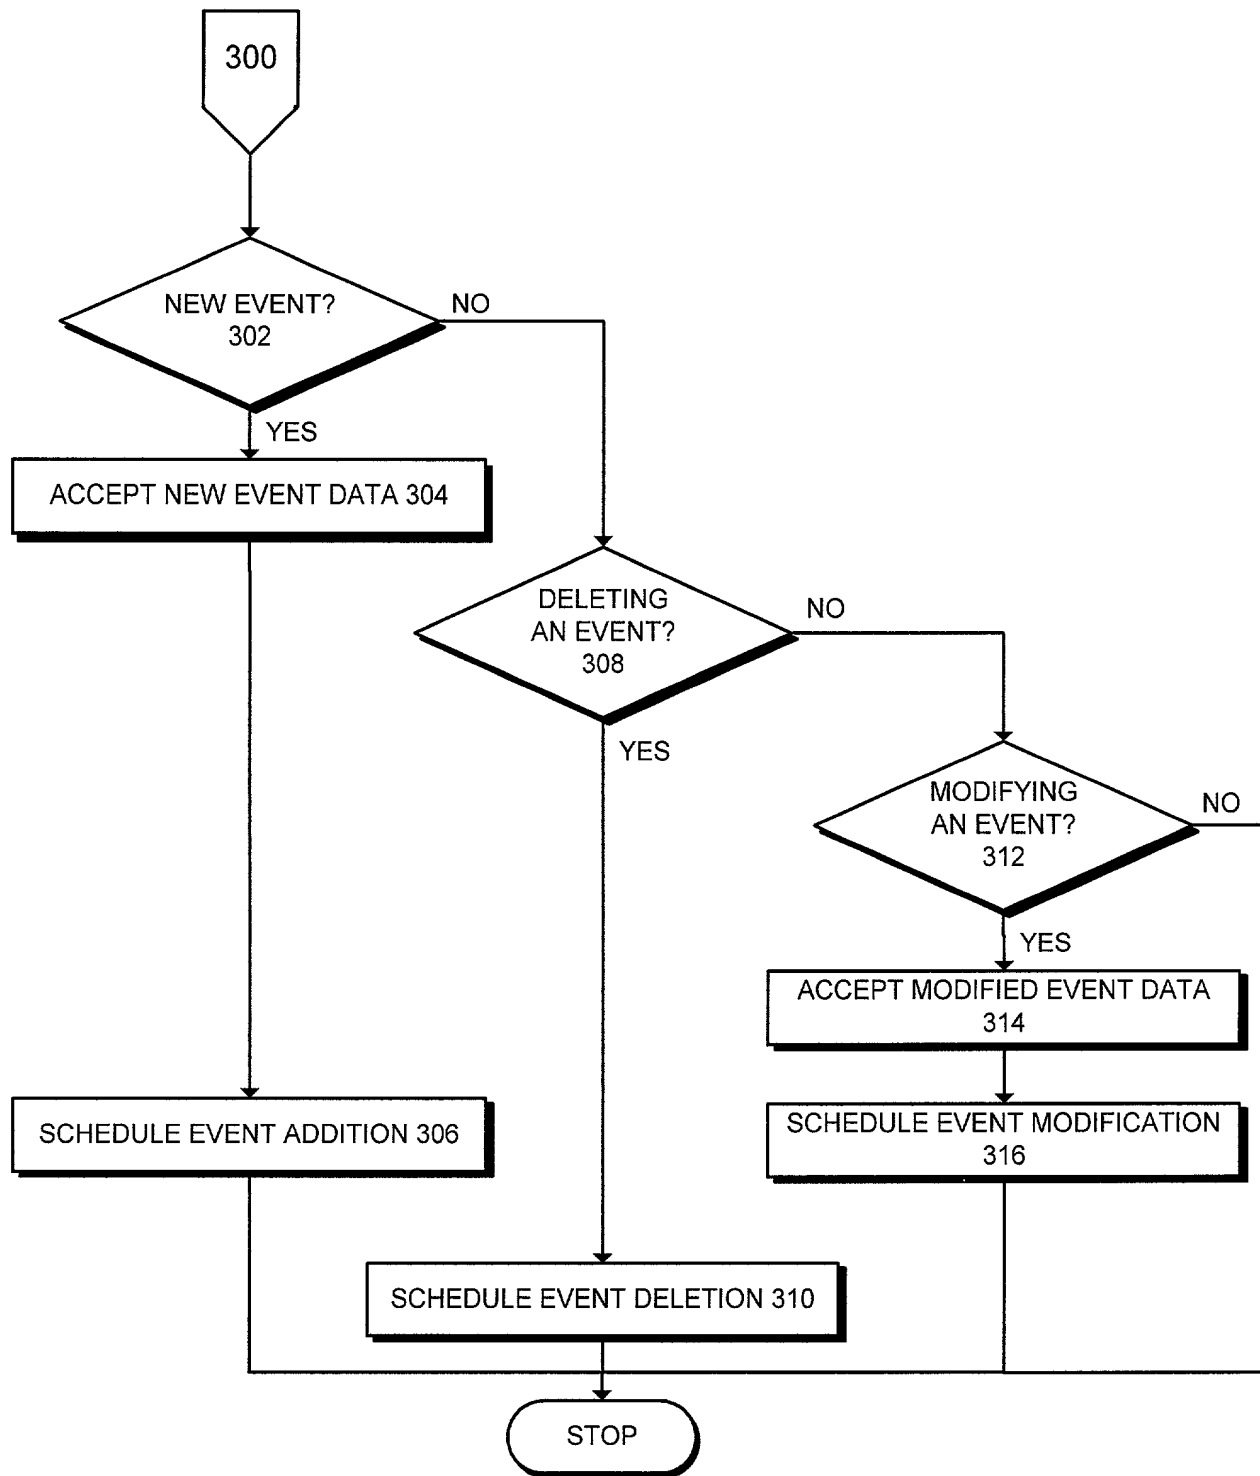 300
NEW EVENT?
302
NO
YES
ACCEPT NEW EVENT DATA 304
DELETING
AN EVENT?
308
NO
YES
MODIFYING
AN EVENT?
312
NO
YES
ACCEPT MODIFIED EVENT DATA
314
SCHEDULE EVENT ADDITION 306
SCHEDULE EVENT MODIFICATION
316
SCHEDULE EVENT DELETION 310
STOP